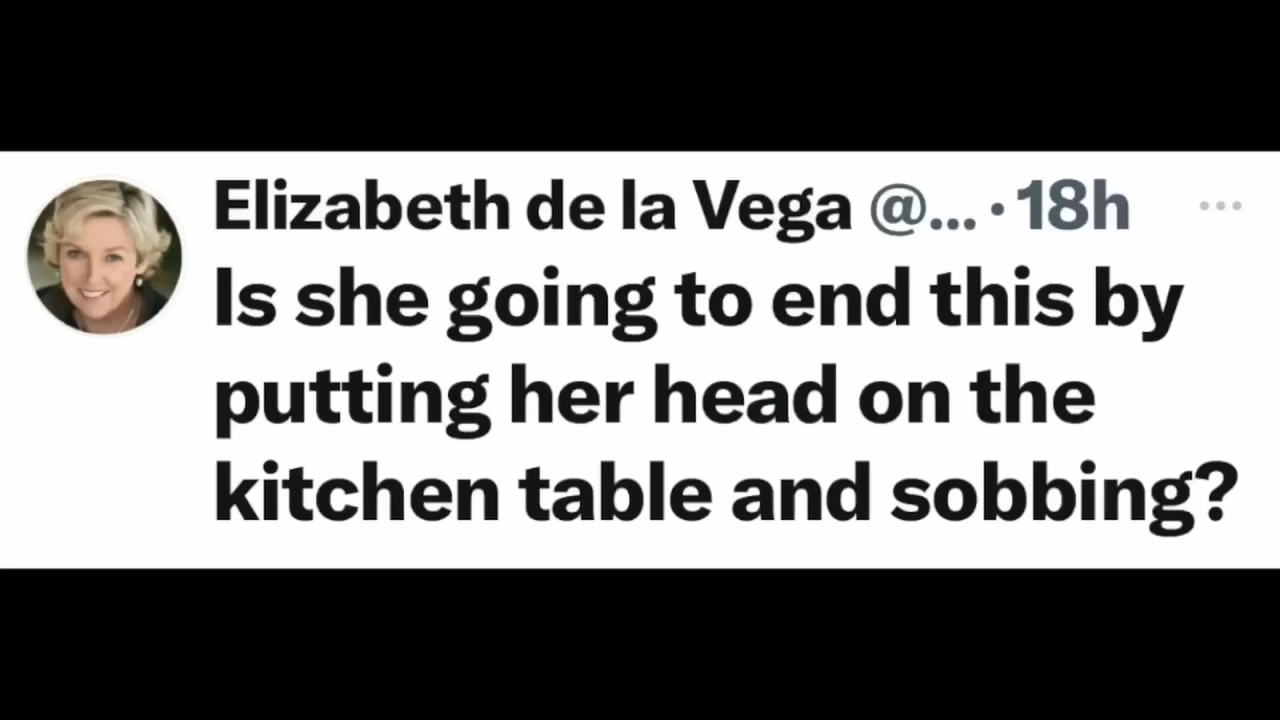 Elizabeth de la Vega @... · 18h ...
Is she going to end this by
putting her head on the
kitchen table and sobbing?